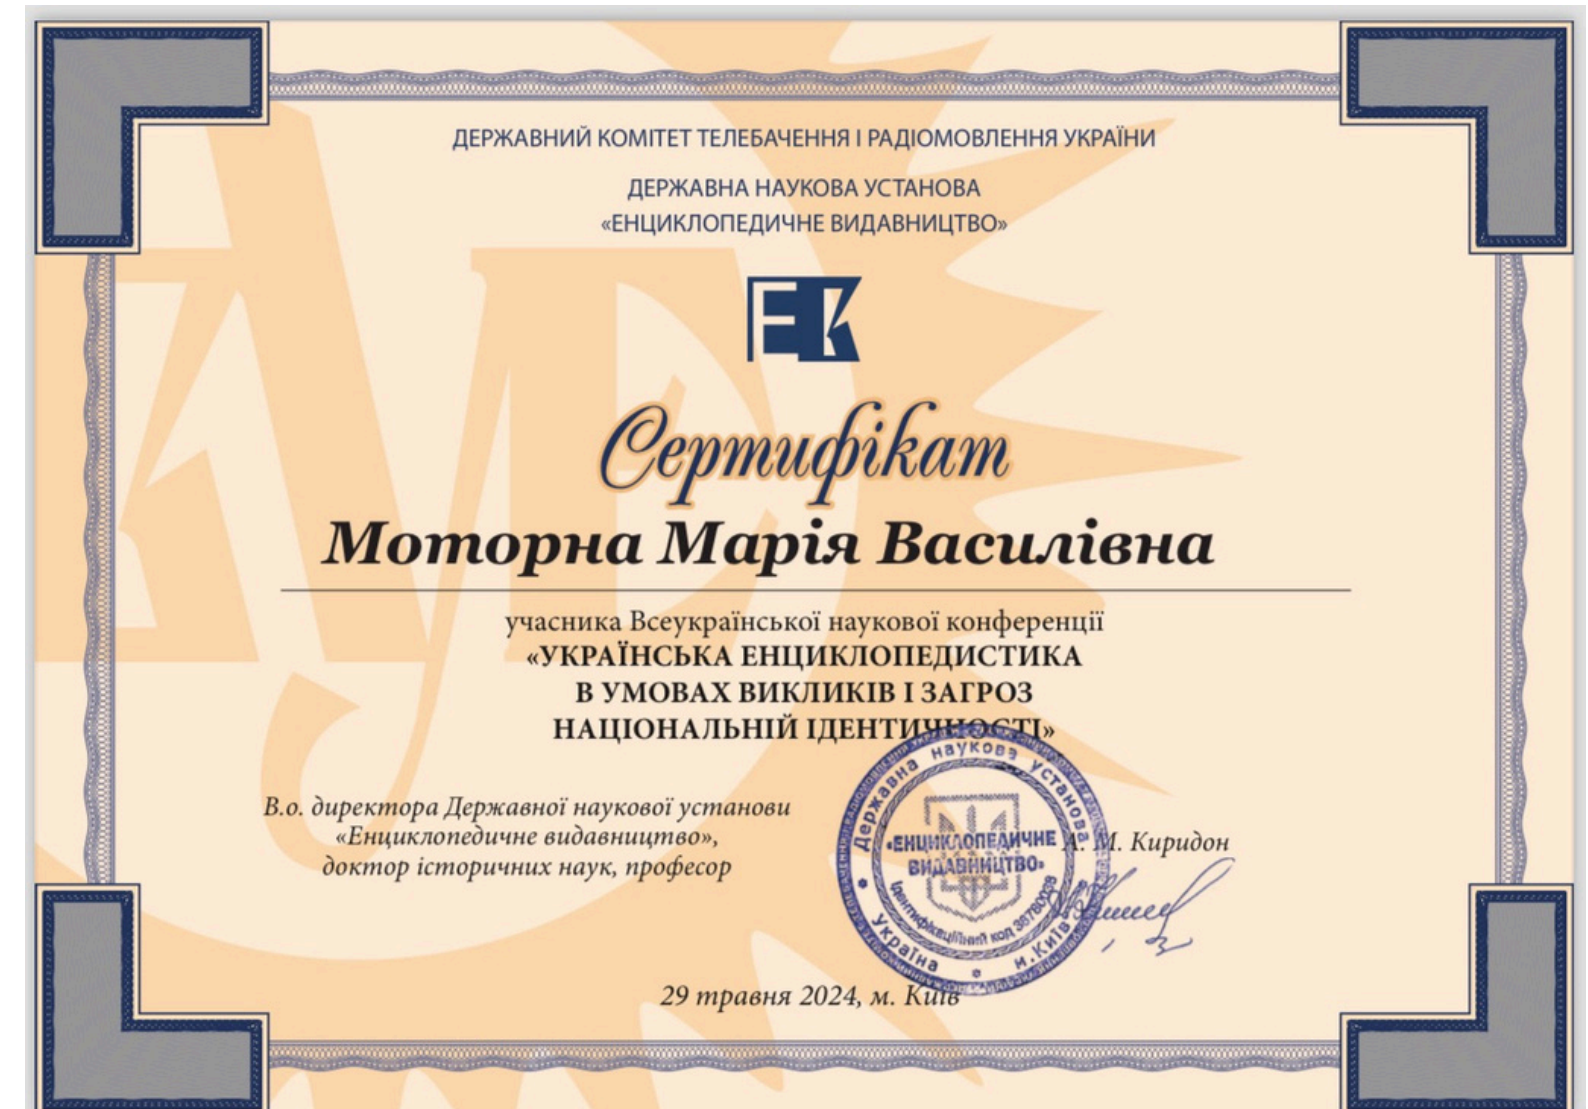 ДЕРЖАВНИЙ КОМІТЕТ ТЕЛЕБАЧЕННЯ І РАДІОМОВЛЕННЯ УКРАЇНИ
ДЕРЖАВНА НАУКОВА УСТАНОВА
«ЕНЦИКЛОПЕДИЧНЕ ВИДАВНИЦТВО»
Сертифікат
Моторна Марія Василівна
учасника Всеукраїнської наукової конференції
«УКРАЇНСЬКА ЕНЦИКЛОПЕДИСТИКА
В УМОВАХ ВИКЛИКІВ І ЗАГРОЗ
НАЦІОНАЛЬНІЙ ІДЕНТИЧНОСТІ»
В.о. директора Державної наукової установи
«Енциклопедичне видавництво»,
доктор історичних наук, професор
А. М. Киридон
Державна наукова установа
«ЕНЦИКЛОПЕДИЧНЕ
ВИДАВНИЦТВО»
Ідентифікаційний код
Україна
м.Київ
29 травня 2024, м. Київ